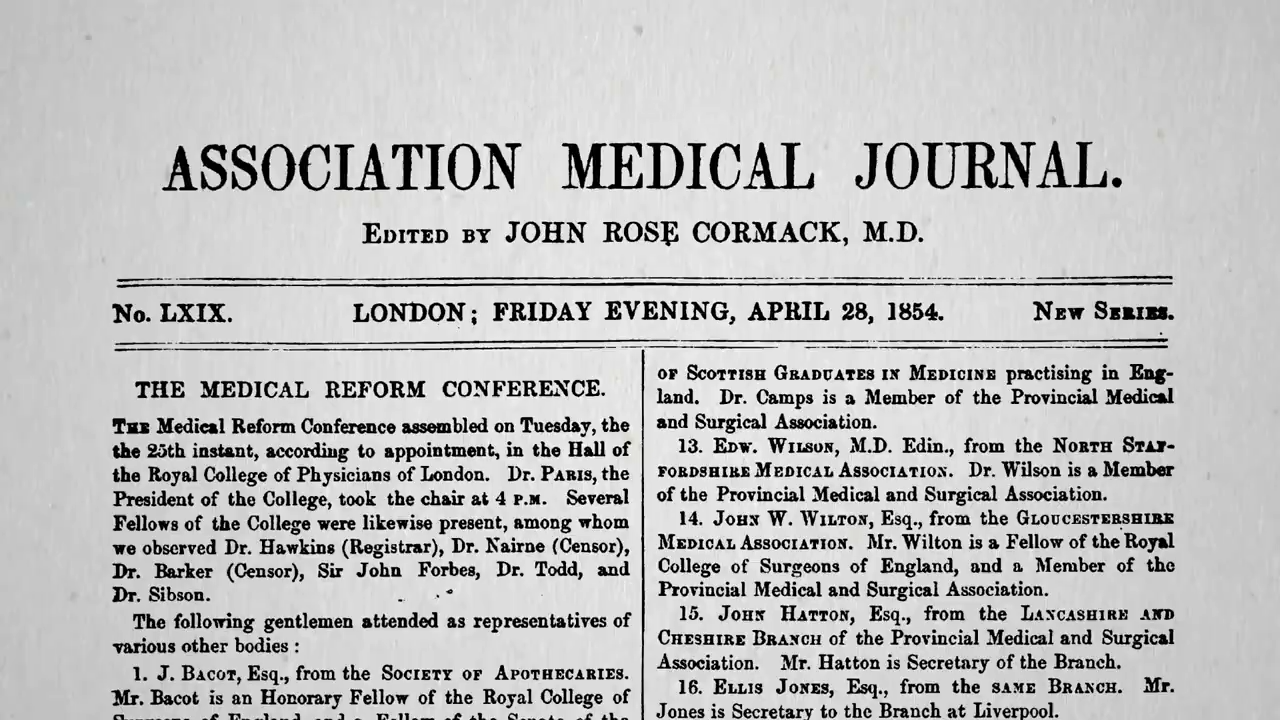 ASSOCIATION MEDICAL JOURNAL.
EDITED BY JOHN ROSE CORMACK, M.D.
No. LXIX. LONDON; FRIDAY EVENING, APRIL 28, 1854. NEW SERIES.
THE MEDICAL REFORM CONFERENCE.
THE Medical Reform Conference assembled on Tuesday, the
the 25th instant, according to appointment, in the Hall of
the Royal College of Physicians of London. Dr. PARIS, the
President of the College, took the chair at 4 P.M. Several
Fellows of the College were likewise present, among whom
we observed Dr. Hawkins (Registrar), Dr. Nairne (Censor),
Dr. Barker (Censor), Sir John Forbes, Dr. Todd, and
Dr. Sibson.
The following gentlemen attended as representatives of
various other bodies :
1. J. BACOT, Esq., from the SOCIETY OF APOTHECARIES.
Mr. Bacot is an Honorary Fellow of the Royal College of
Surgeons of England, and a Fellow of the Senate of the
OF SCOTTISH GRADUATES IN MEDICINE practising in Eng-
land. Dr. Camps is a Member of the Provincial Medical
and Surgical Association.
13. EDW. WILSON, M.D. Edin., from the NORTH STAF-
FORDSHIRE MEDICAL ASSOCIATION. Dr. Wilson is a Member
of the Provincial Medical and Surgical Association.
14. JOHN W. WILTON, Esq., from the GLOUCESTERSHIRE
MEDICAL ASSOCIATION. Mr. Wilton is a Fellow of the Royal
College of Surgeons of England, and a Member of the
Provincial Medical and Surgical Association.
15. JOHN HATTON, Esq., from the LANCASHIRE AND
CHESHIRE BRANCH of the Provincial Medical and Surgical
Association. Mr. Hatton is Secretary of the Branch.
16. ELLIS JONES, Esq., from the SAME BRANCH. Mr.
Jones is Secretary to the Branch at Liverpool.